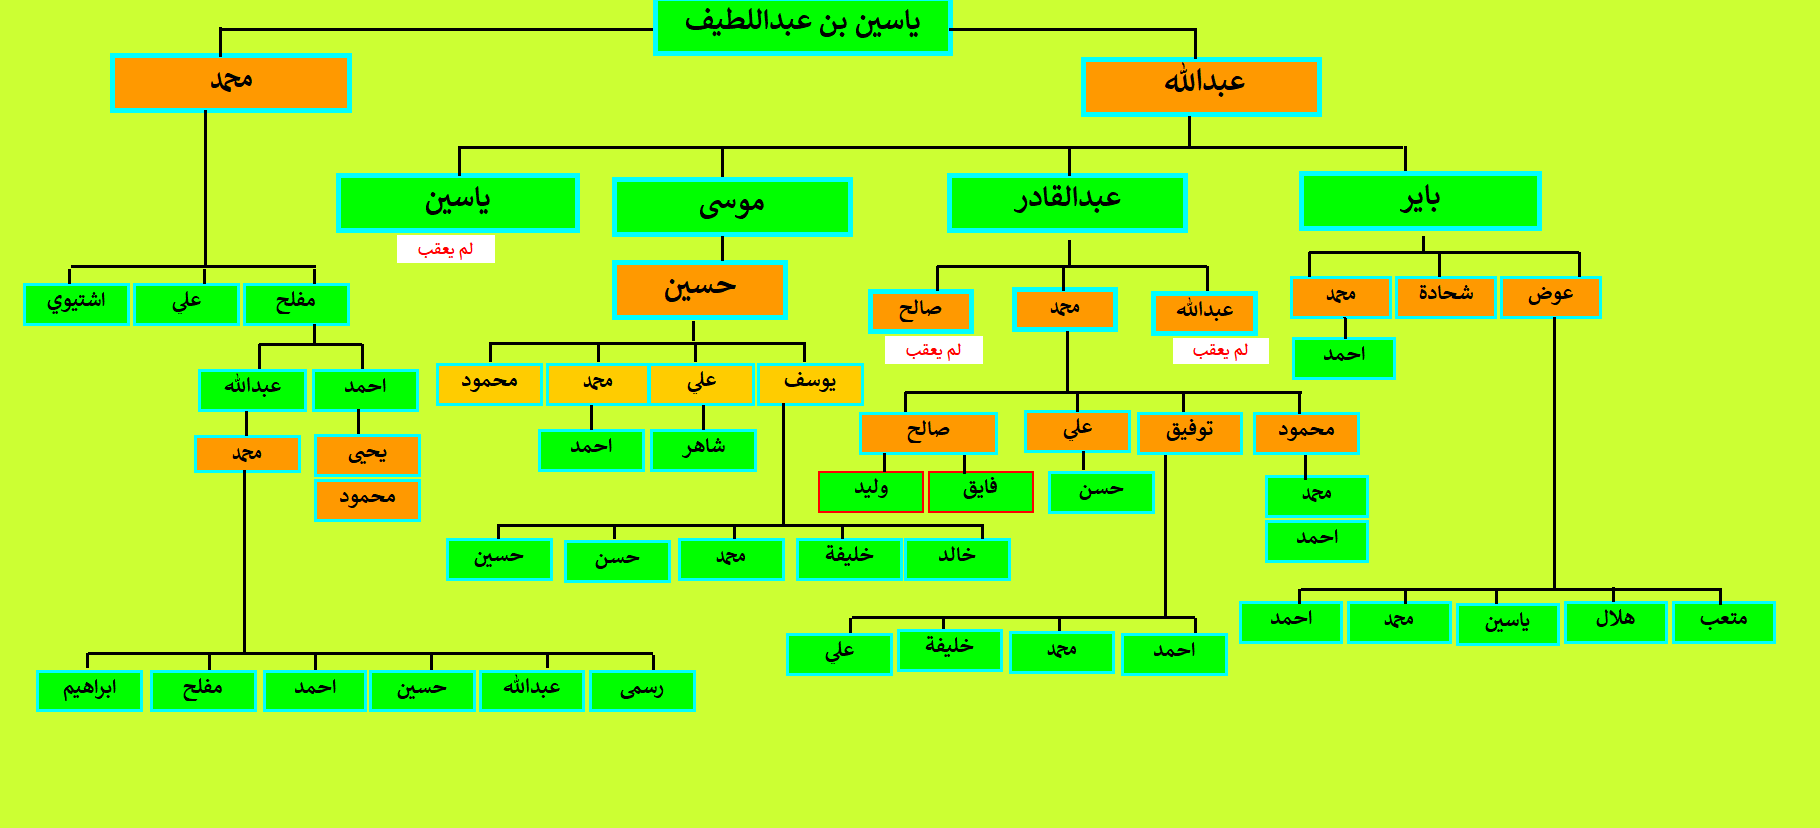 ياسين بن عبداللطيف
عبدالله
محمد
باير
عبدالقادر
موسى
ياسين
لم يعقب
حسين
عوض
شحادة
محمد
عبدالله
محمد
صالح
مفلح
على
اشتيوي
لم يعقب
لم يعقب
احمد
يوسف
علي
محمد
محمود
احمد
عبدالله
محمود
توفيق
علي
صالح
شاهر
احمد
يحيى
محمد
محمد
حسن
فايق
وليد
محمود
احمد
خالد
خليفة
محمد
حسن
حسين
متعب
هلال
ياسين
محمد
احمد
احمد
محمد
خليفة
علي
رسمى
عبدالله
حسين
احمد
مفلح
ابراهيم